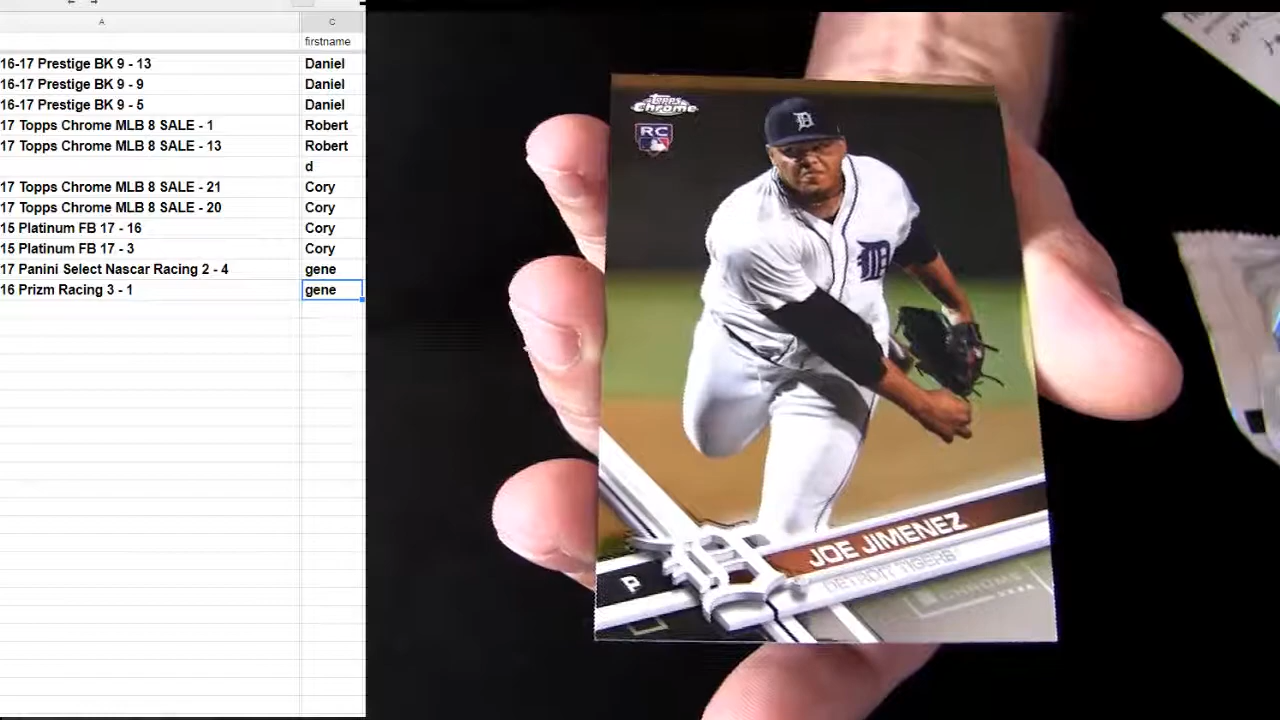 A
C
firstname
16-17 Prestige BK 9 - 13 Daniel
16-17 Prestige BK 9 - 9 Daniel
16-17 Prestige BK 9 - 5 Daniel
17 Topps Chrome MLB 8 SALE - 1 Robert
17 Topps Chrome MLB 8 SALE - 13 Robert
d
17 Topps Chrome MLB 8 SALE - 21 Cory
17 Topps Chrome MLB 8 SALE - 20 Cory
15 Platinum FB 17 - 16 Cory
15 Platinum FB 17 - 3 Cory
17 Panini Select Nascar Racing 2 - 4 gene
16 Prizm Racing 3 - 1 gene
Topps
Chrome
RC
D
D
JOE JIMENEZ
DETROIT TIGERS
P
D
CHROME